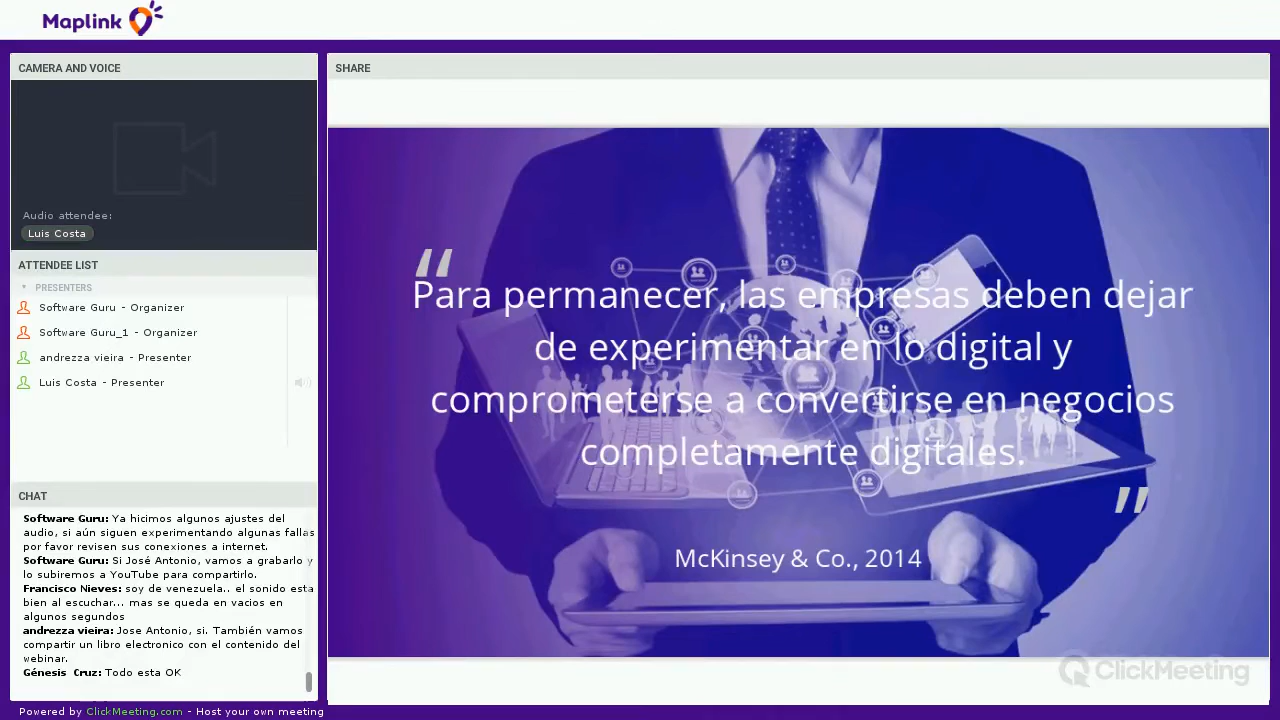 Maplink
CAMERA AND VOICE
Audio attendee:
Luis Costa
ATTENDEE LIST
PRESENTERS
Software Guru - Organizer
Software Guru_1 - Organizer
andrezza vieira - Presenter
Luis Costa - Presenter
CHAT
Software Guru: Ya hicimos algunos ajustes del
audio, si aún siguen experimentando algunas fallas
por favor revisen sus conexiones a internet.
Software Guru: Si José Antonio, vamos a grabarlo y
lo subiremos a YouTube para compartirlo.
Francisco Nieves: soy de venezuela.. el sonido esta
bien al escuchar... mas se queda en vacios en
algunos segundos
andrezza vieira: Jose Antonio, si. También vamos
compartir un libro electronico con el contenido del
webinar.
Génesis Cruz: Todo esta OK
Powered by ClickMeeting.com - Host your own meeting
SHARE
“Para permanecer, las empresas deben dejar
de experimentar en lo digital y
comprometerse a convertirse en negocios
completamente digitales.
”
McKinsey & Co., 2014
ClickMeeting